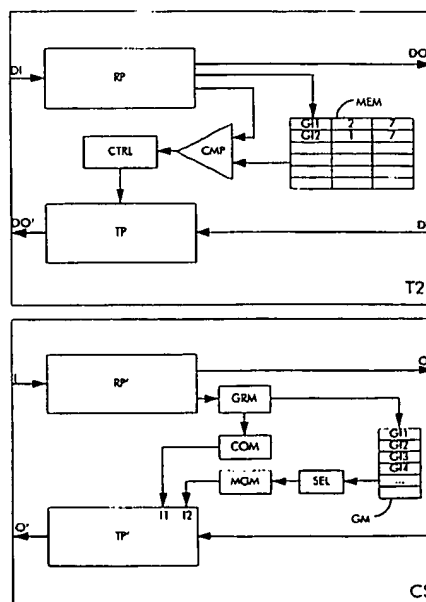 DI
RP
DO
MEM
GI1 2 7
GI2 1 7
CTRL
CMP
DO'
TP
D
T2
I
RP'
O
GRM
COM
GI1
GI2
GI3
GI4
...
MGM
SEL
GM
I1 I2
O'
TP'
CS